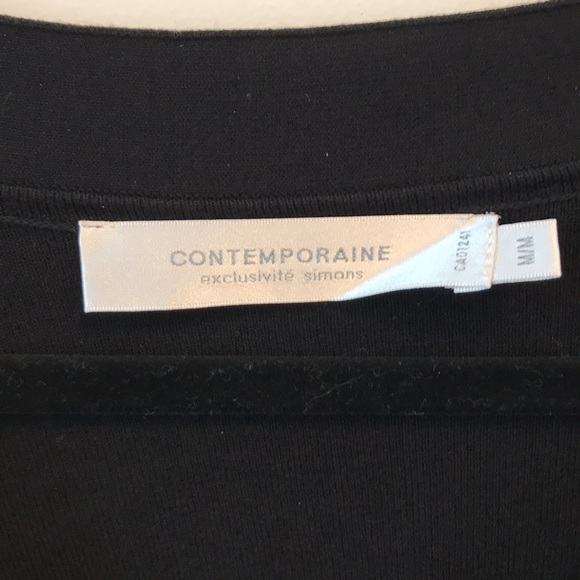 CONTEMPORAINE
exclusivité simons
CA01241
M/M